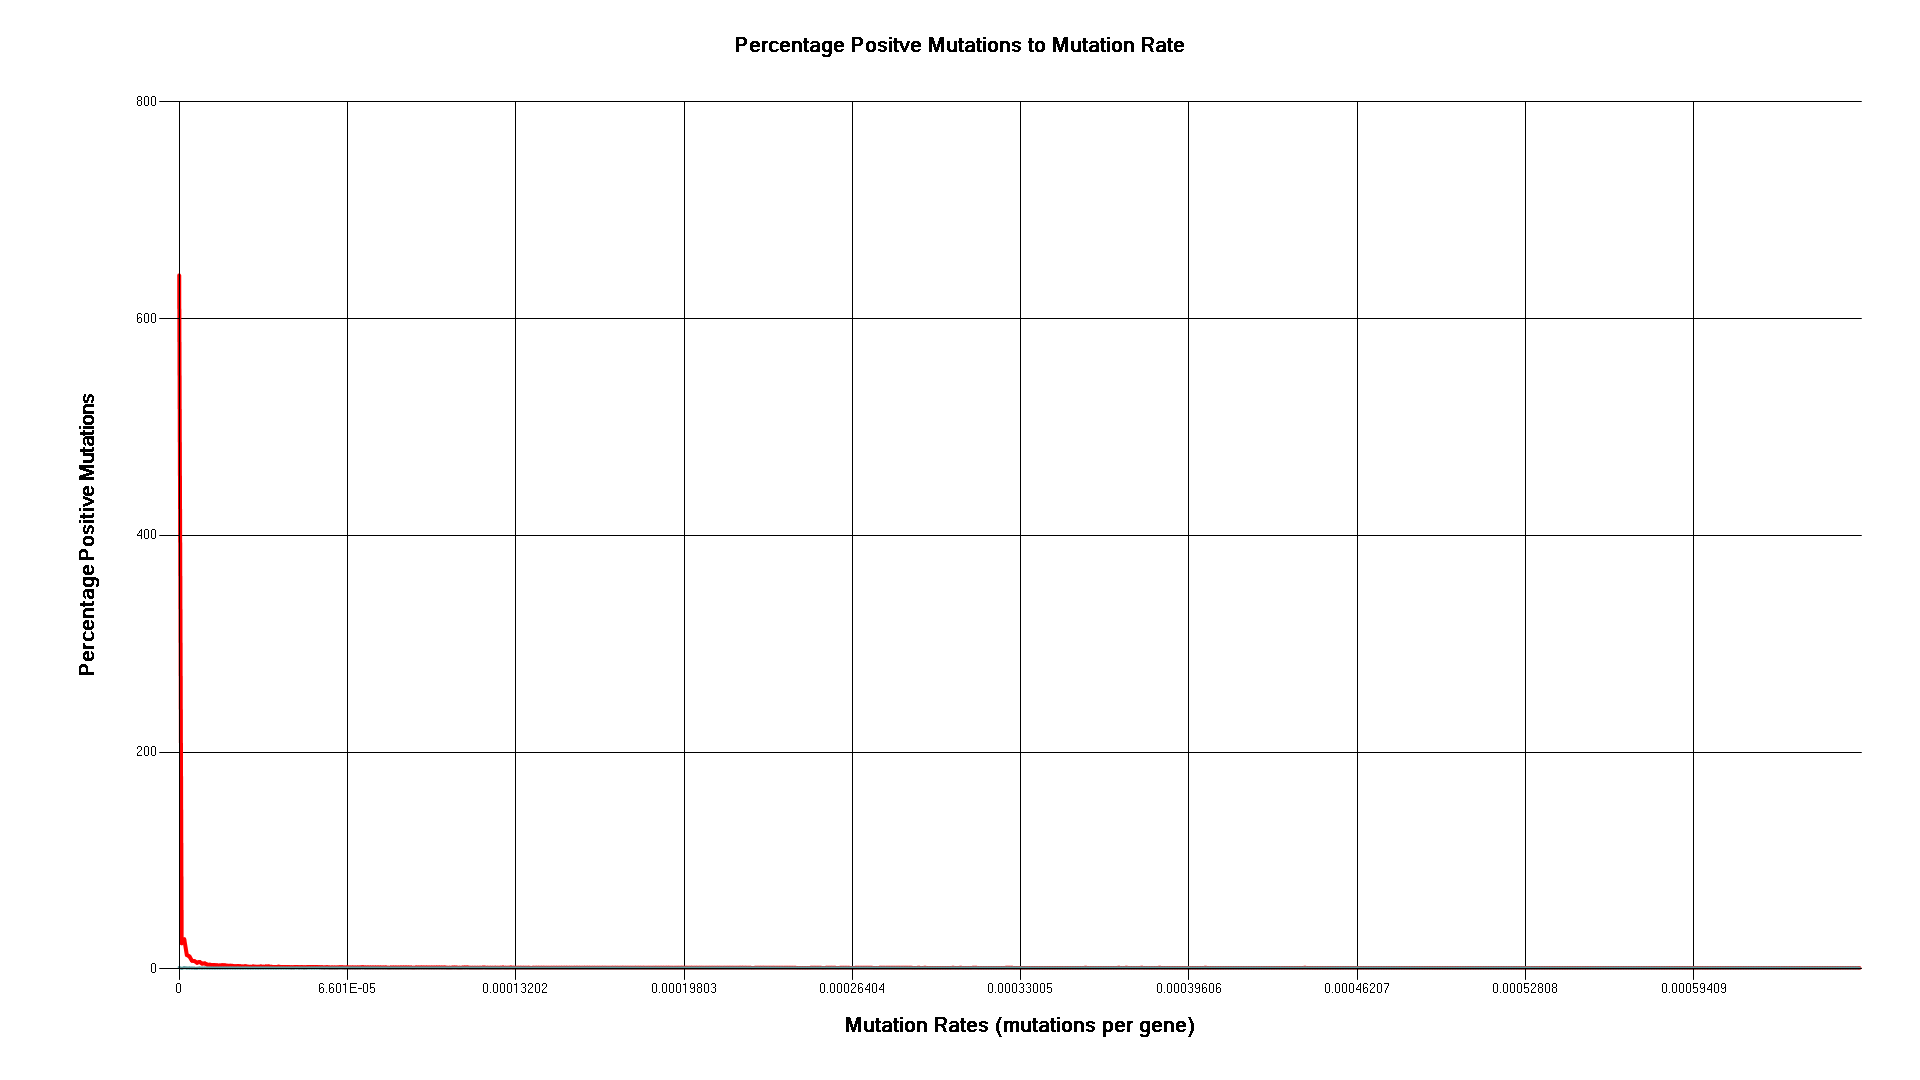 Percentage Positve Mutations to Mutation Rate
800
600
400
200
0
Percentage Positive Mutations
0 6.601E-05 0.00013202 0.00019803 0.00026404 0.00033005 0.00039606 0.00046207 0.00052808 0.00059409
Mutation Rates (mutations per gene)